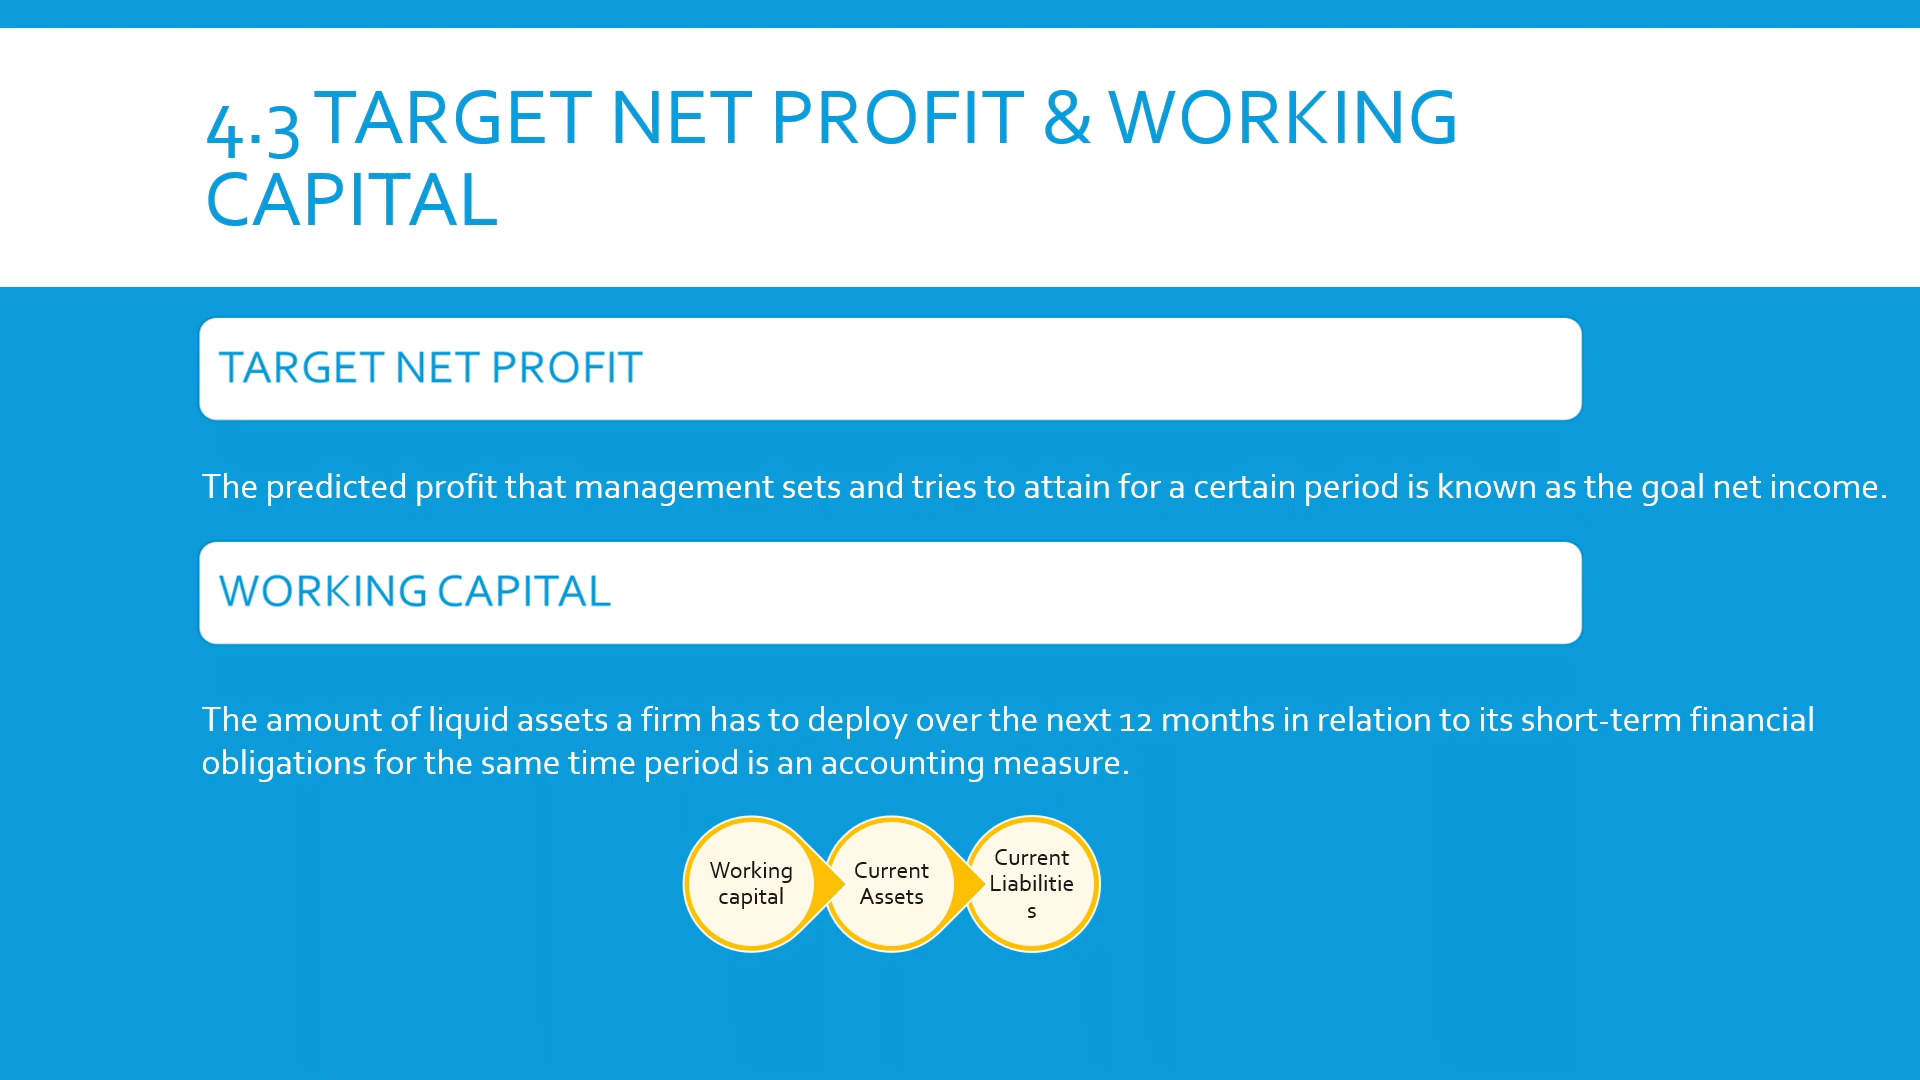 4.3 TARGET NET PROFIT & WORKING
CAPITAL
TARGET NET PROFIT
The predicted profit that management sets and tries to attain for a certain period is known as the goal net income.
WORKING CAPITAL
The amount of liquid assets a firm has to deploy over the next 12 months in relation to its short-term financial
obligations for the same time period is an accounting measure.
Working
capital
Current
Assets
Current
Liabilitie
s